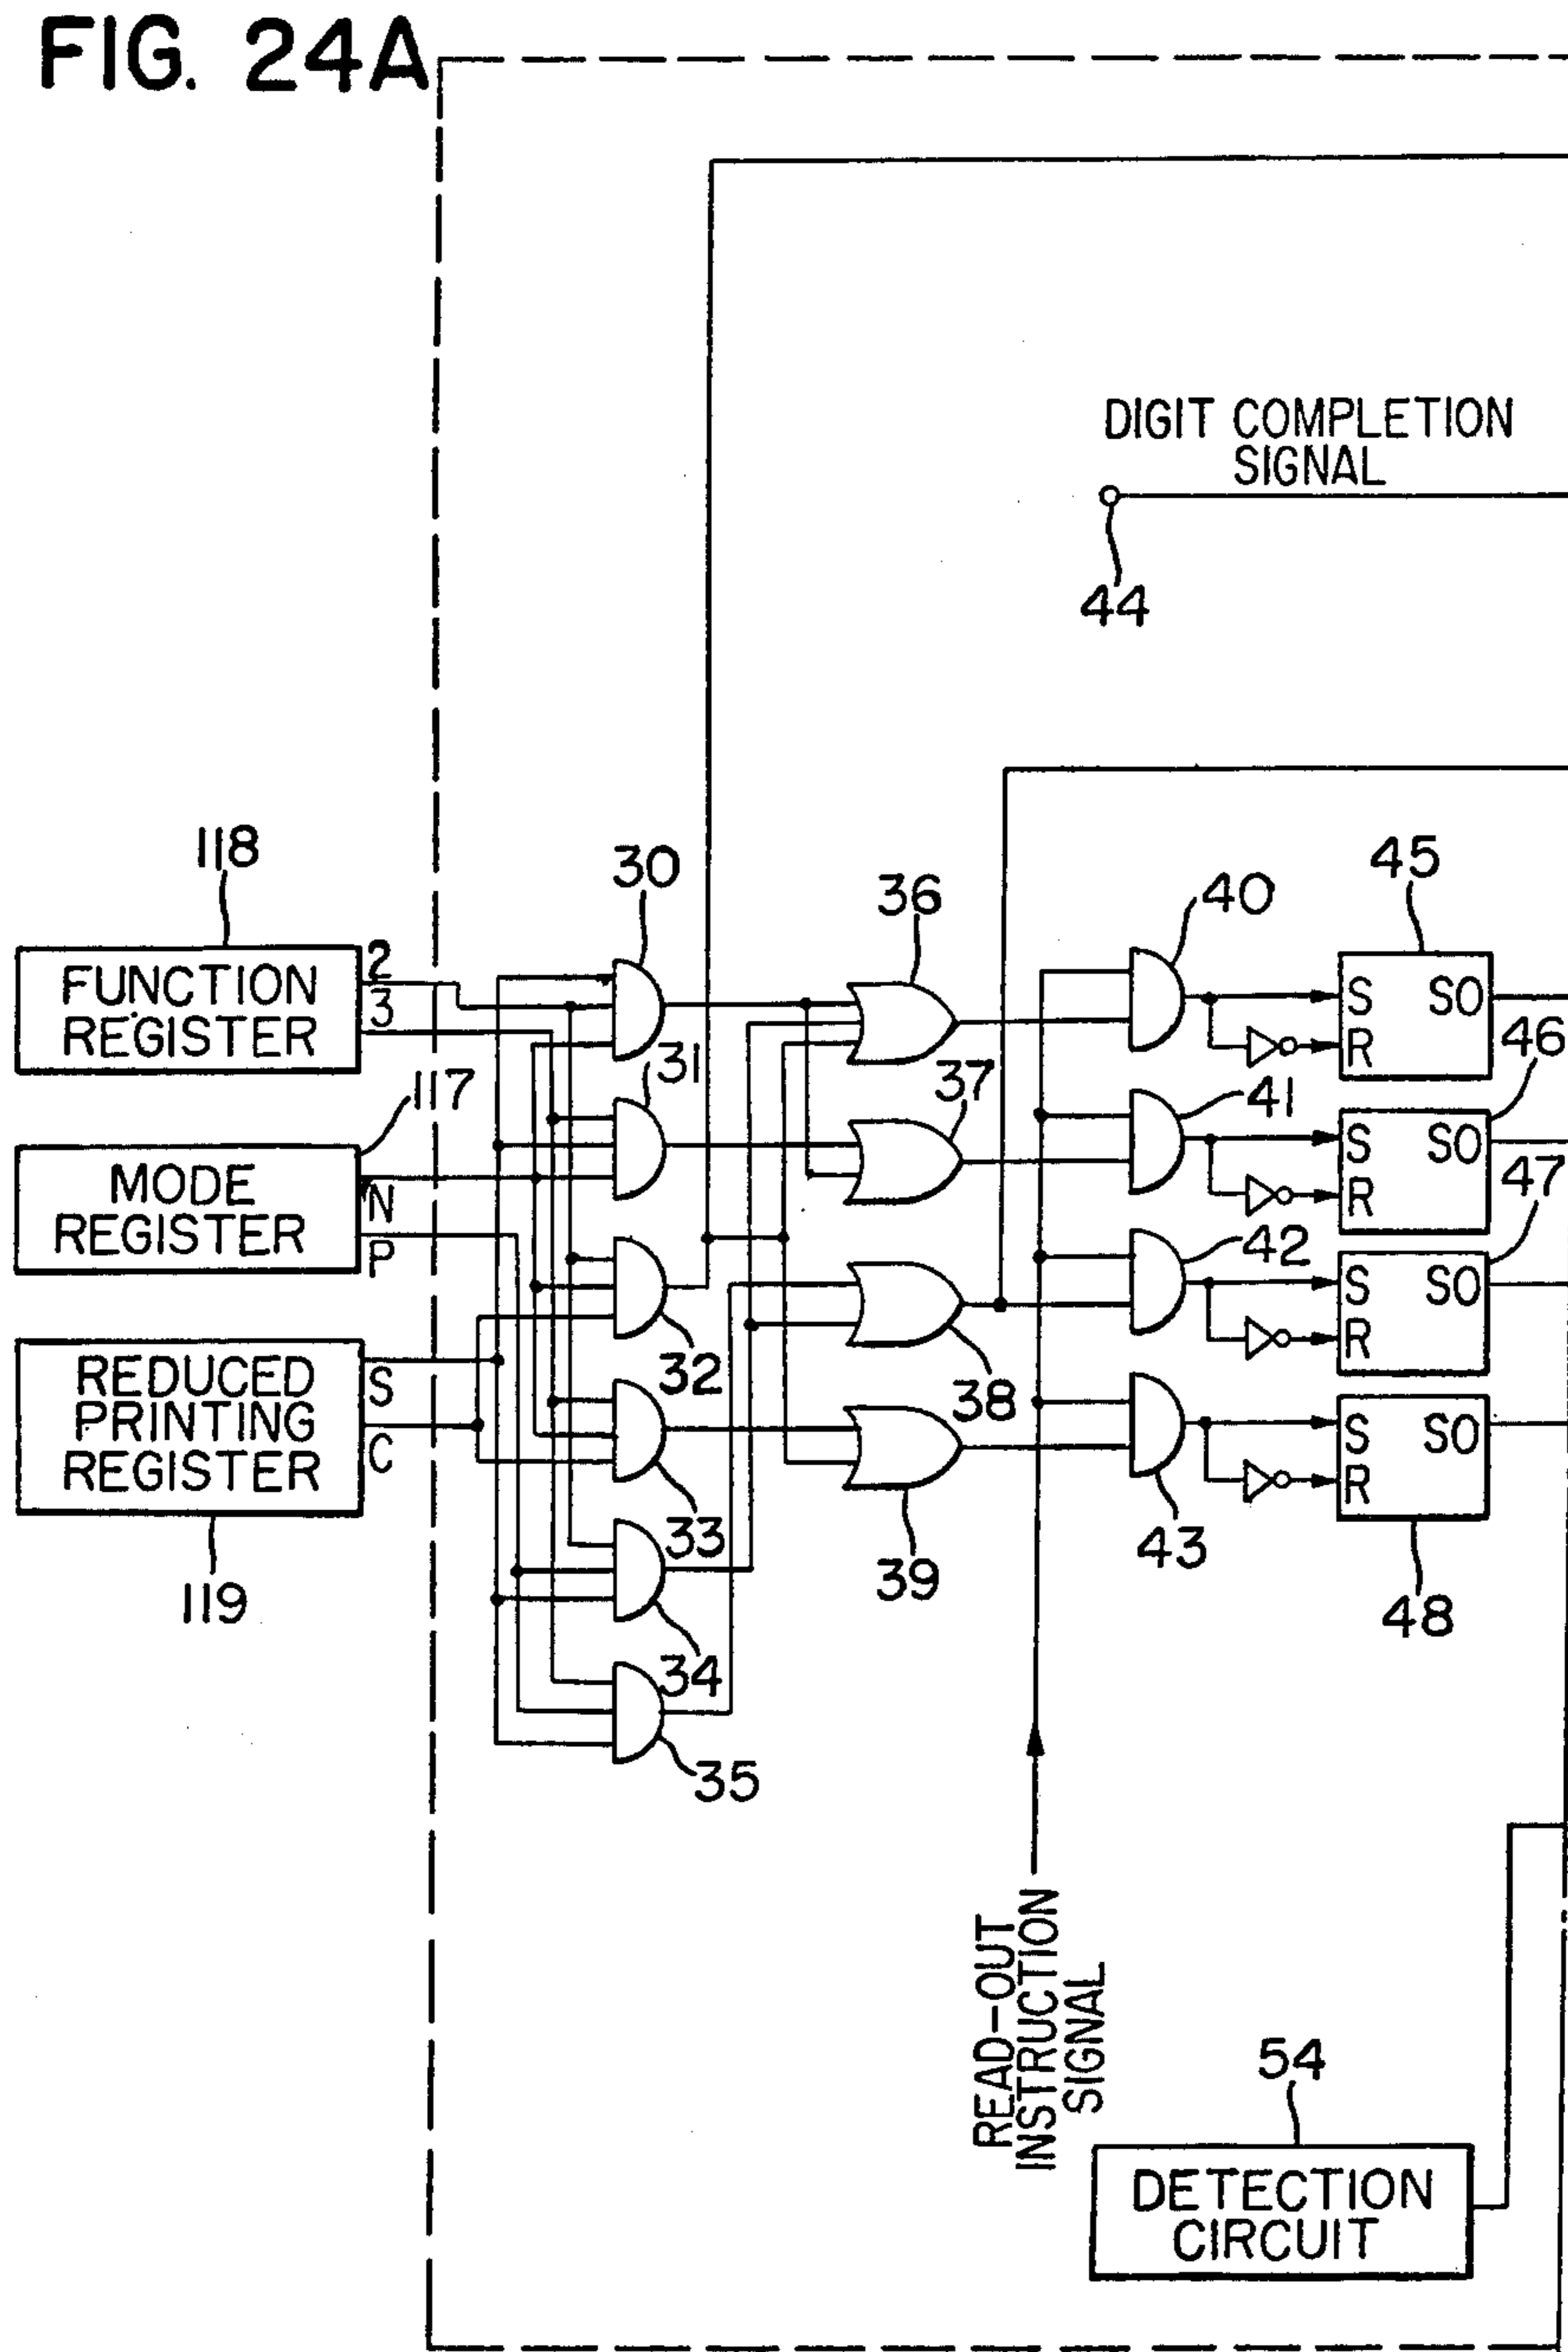 FIG. 24A
DIGIT COMPLETION
SIGNAL
44
118
30
36
40
45
FUNCTION
REGISTER
2
3
S
SO
R
46
31
37
41
117
MODE
REGISTER
N
P
S
SO
R
47
42
S
SO
R
REDUCED
PRINTING
REGISTER
S
C
32
38
S
SO
R
33
39
43
48
119
34
35
READ-OUT
INSTRUCTION
SIGNAL
54
DETECTION
CIRCUIT